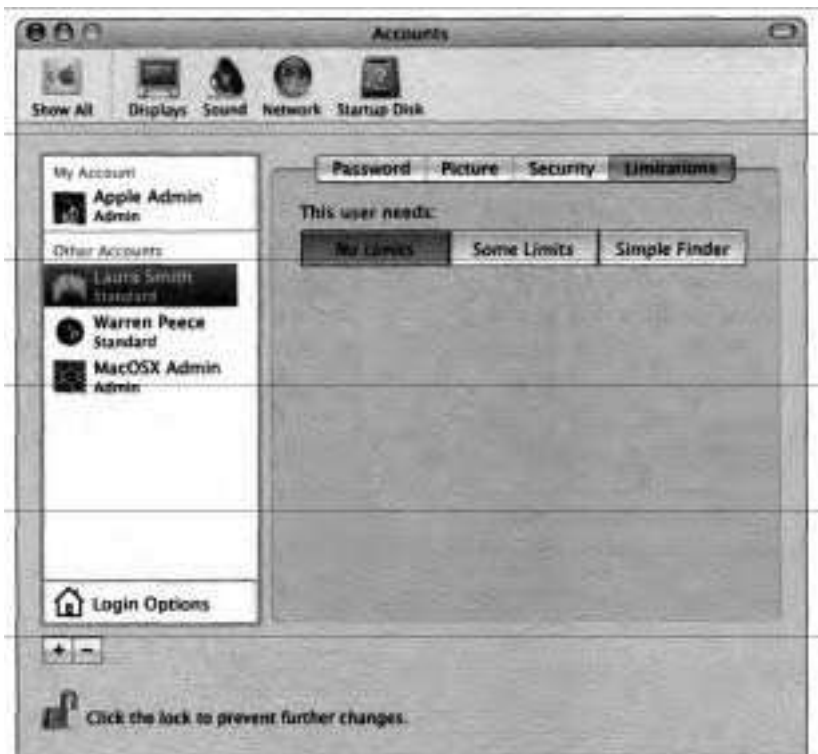 Accounts
Show All Displays Sound Network Startup Disk
My Account
Apple Admin
Admin
Other Accounts
Laura Smith
Standard
Warren Peece
Standard
MacOSX Admin
Admin
Login Options
Password Picture Security Limitations
This user needs:
No Limits Some Limits Simple Finder
+ -
Click the lock to prevent further changes.